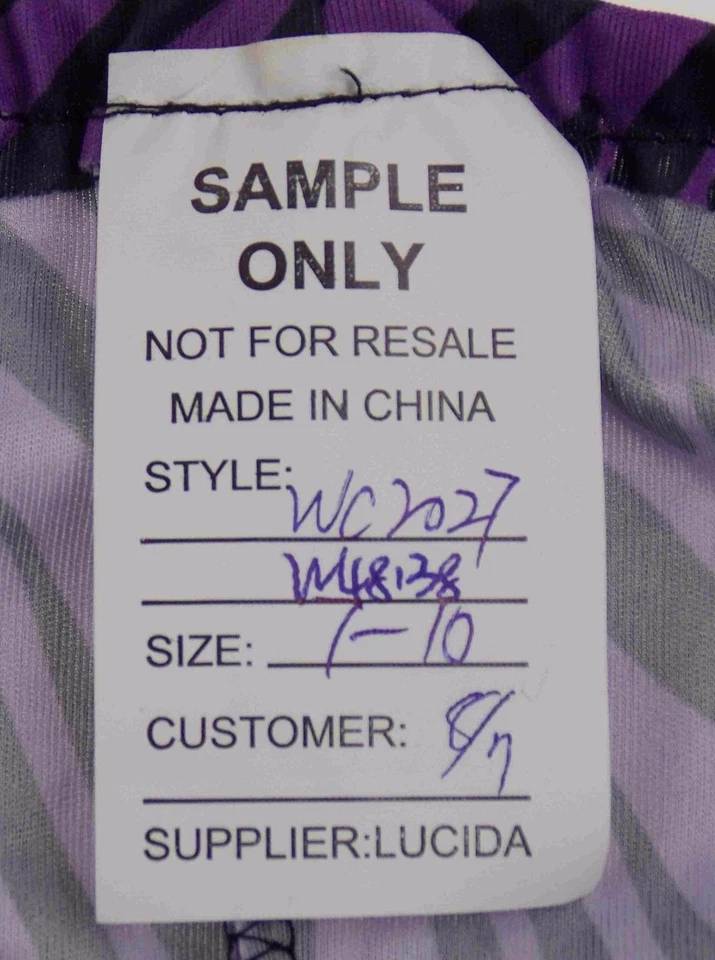 SAMPLE
ONLY
NOT FOR RESALE
MADE IN CHINA
STYLE: WC2027
W48138
SIZE: 7-10
CUSTOMER: 8/7
SUPPLIER:LUCIDA